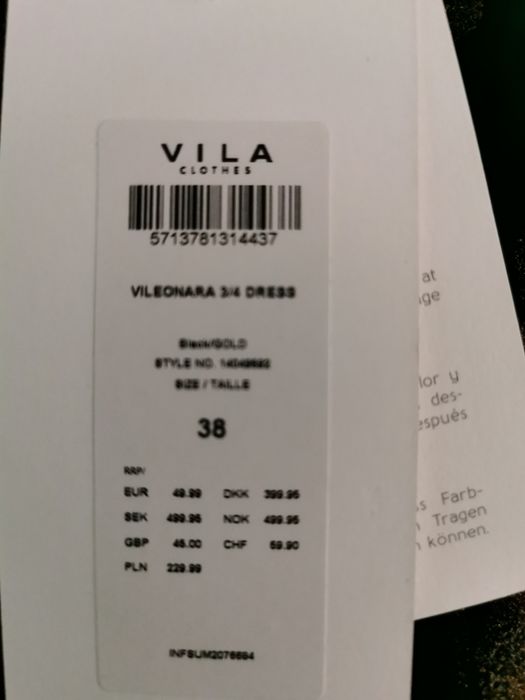 VILA
CLOTHES
5713781314437
VILEONARA 3/4 DRESS
Black/GOLD
STYLE NO.
SIZE / TAILLE
38
RRP/
EUR 49.99 DKK 399.95
SEK 499.95 NOK 499.95
GBP 45.00 CHF 59.90
PLN 229.99
at
lor y
des-
spués
s Farb-
Tragen
können.